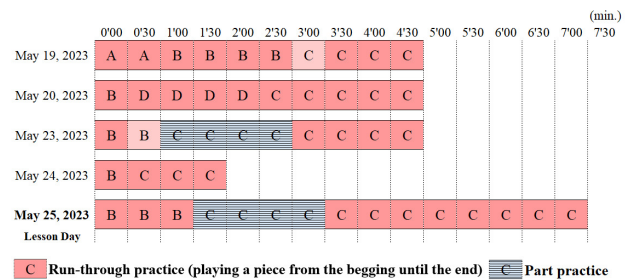 (min.)
0'00 0'30 1'00 1'30 2'00 2'30 3'00 3'30 4'00 4'30 5'00 5'30 6'00 6'30 7'00 7'30
May 19, 2023 A A B B B B C C C C
May 20, 2023 B D D D D C C C C C
May 23, 2023 B B C C C C C C C C
May 24, 2023 B C C C
May 25, 2023 B B B C C C C C C C C C C C C
Lesson Day
C Run-through practice (playing a piece from the begging until the end) C Part practice